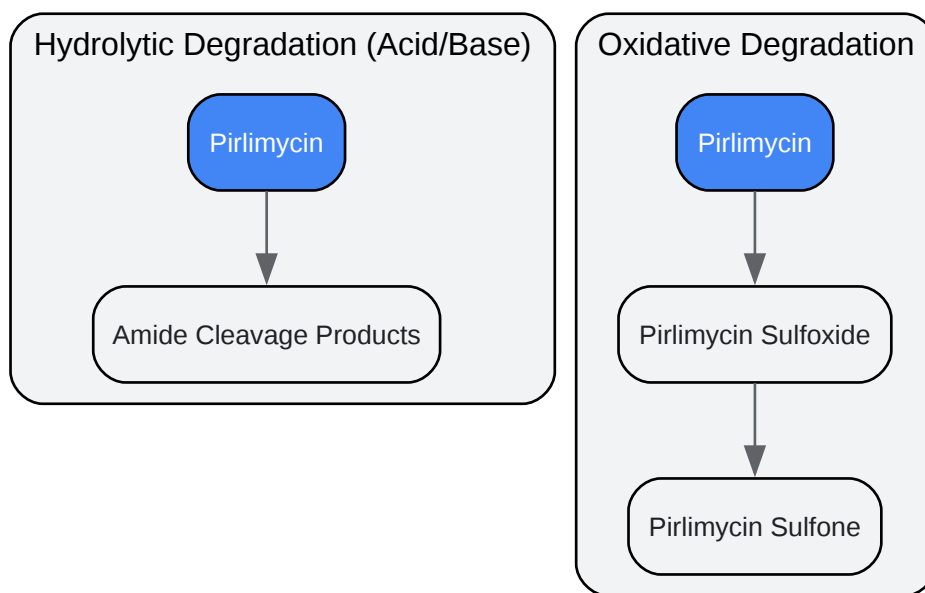 Hydrolytic Degradation (Acid/Base)
Pirlimycin
Amide Cleavage Products
Oxidative Degradation
Pirlimycin
Pirlimycin Sulfoxide
Pirlimycin Sulfone